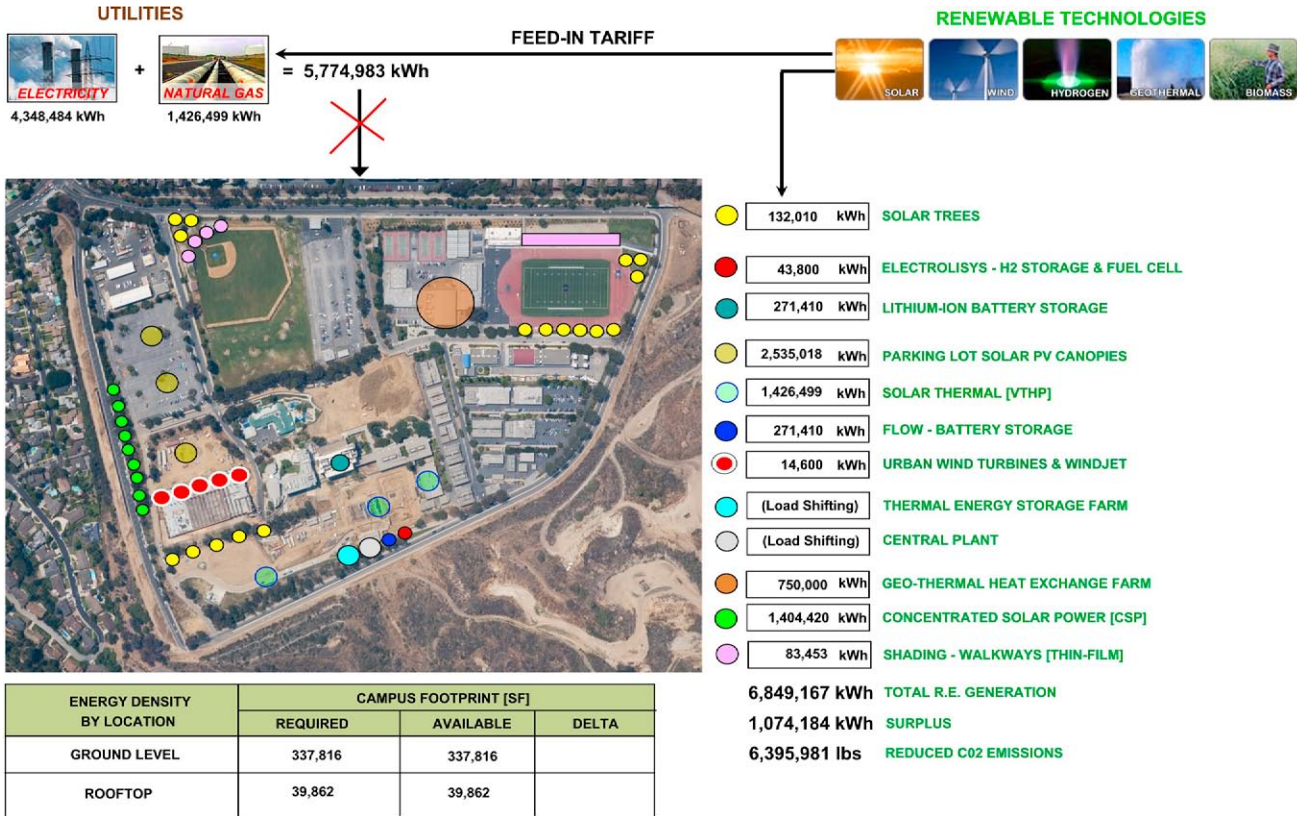 UTILITIES
RENEWABLE TECHNOLOGIES
FEED-IN TARIFF
ELECTRICITY
+
NATURAL GAS
= 5,774,983 kWh
4,348,484 kWh
1,426,499 kWh
SOLAR
WIND
HYDROGEN
GEOTHERMAL
BIOMASS
132,010 kWh SOLAR TREES
43,800 kWh ELECTROLISYS - H2 STORAGE & FUEL CELL
271,410 kWh LITHIUM-ION BATTERY STORAGE
2,535,018 kWh PARKING LOT SOLAR PV CANOPIES
1,426,499 kWh SOLAR THERMAL [VTHP]
271,410 kWh FLOW - BATTERY STORAGE
14,600 kWh URBAN WIND TURBINES & WINDJET
(Load Shifting) THERMAL ENERGY STORAGE FARM
(Load Shifting) CENTRAL PLANT
750,000 kWh GEO-THERMAL HEAT EXCHANGE FARM
1,404,420 kWh CONCENTRATED SOLAR POWER [CSP]
83,453 kWh SHADING - WALKWAYS [THIN-FILM]
6,849,167 kWh TOTAL R.E. GENERATION
1,074,184 kWh SURPLUS
6,395,981 lbs REDUCED C02 EMISSIONS
ENERGY DENSITY
BY LOCATION
CAMPUS FOOTPRINT [SF]
REQUIRED AVAILABLE DELTA
GROUND LEVEL 337,816 337,816
ROOFTOP 39,862 39,862